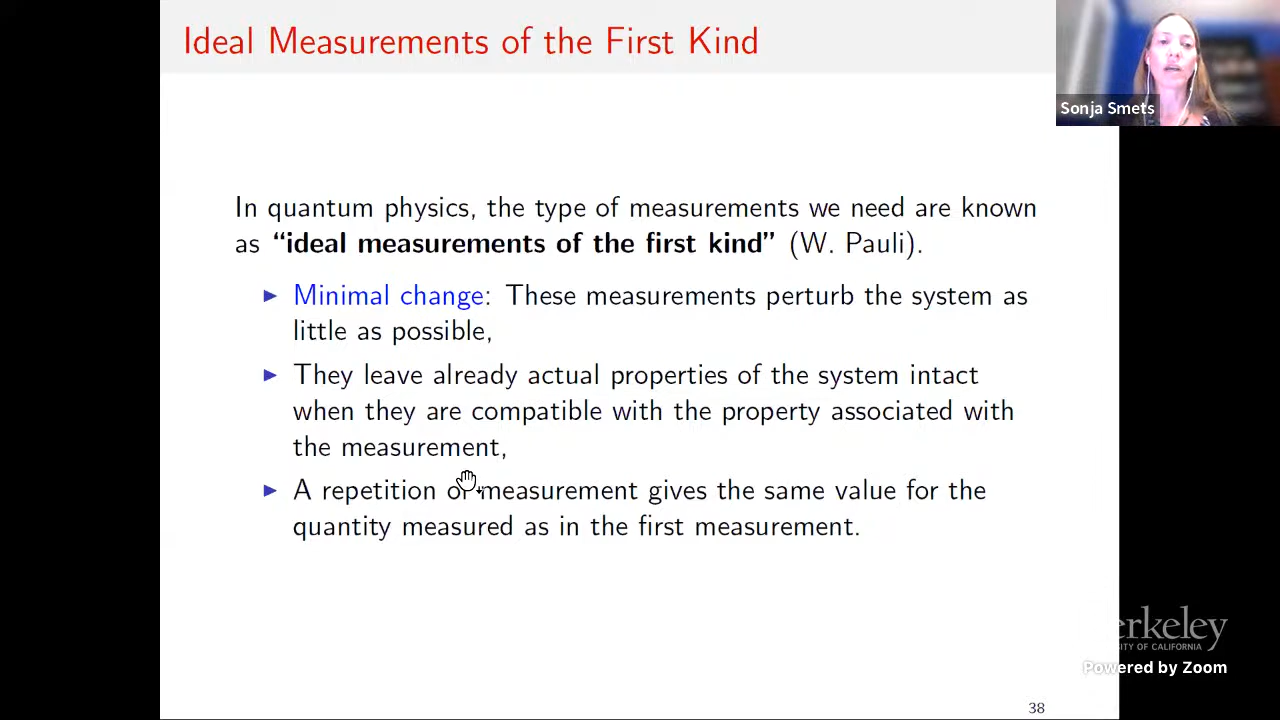 Ideal Measurements of the First Kind
Sonja Smets
In quantum physics, the type of measurements we need are known
as “ideal measurements of the first kind” (W. Pauli).
Minimal change: These measurements perturb the system as
little as possible,
They leave already actual properties of the system intact
when they are compatible with the property associated with
the measurement,
A repetition of measurement gives the same value for the
quantity measured as in the first measurement.
erkeley
OF CALIFORNIA
Powered by Zoom
38